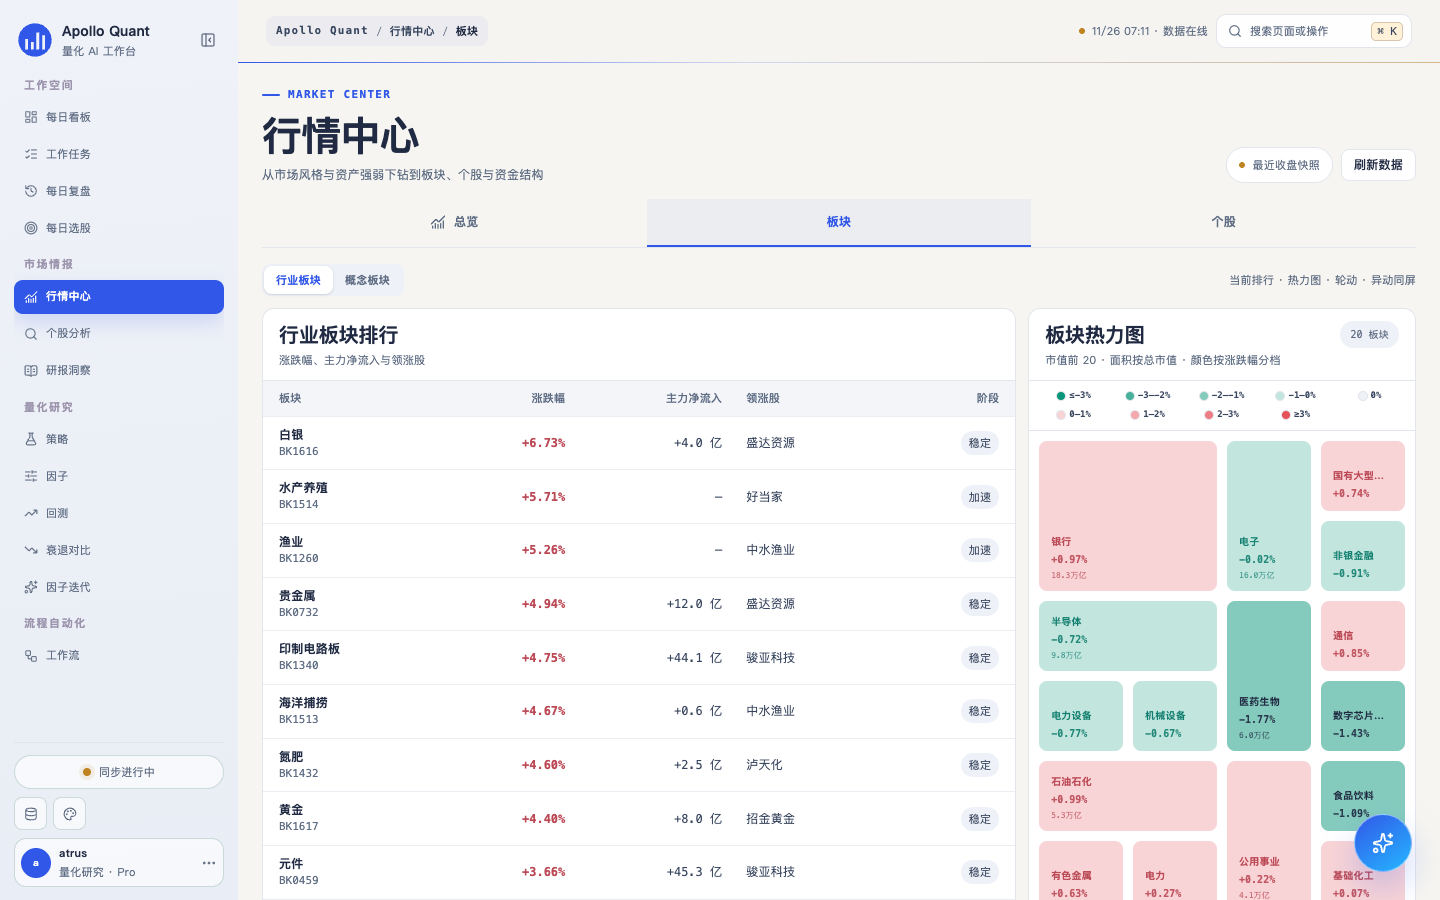 Apollo Quant
量化 AI 工作台
工作空间
每日看板
工作任务
每日复盘
每日选股
市场情报
行情中心
个股分析
研报洞察
量化研究
策略
因子
回测
衰退对比
因子迭代
流程自动化
工作流
同步进行中
a
atrus
量化研究 · Pro
Apollo Quant / 行情中心 / 板块
11/26 07:11 · 数据在线
搜索页面或操作
⌘ K
MARKET CENTER
行情中心
从市场风格与资产强弱下钻到板块、个股与资金结构
最近收盘快照
刷新数据
总览
板块
个股
行业板块
概念板块
当前排行 · 热力图 · 轮动 · 异动同屏
行业板块排行
涨跌幅、主力净流入与领涨股
板块 涨跌幅 主力净流入 领涨股 阶段
白银 +6.73% +4.0 亿 盛达资源 稳定
BK1616
水产养殖 +5.71% — 好当家 加速
BK1514
渔业 +5.26% — 中水渔业 加速
BK1260
贵金属 +4.94% +12.0 亿 盛达资源 稳定
BK0732
印制电路板 +4.75% +44.1 亿 骏亚科技 稳定
BK1340
海洋捕捞 +4.67% +0.6 亿 中水渔业 稳定
BK1513
氮肥 +4.60% +2.5 亿 泸天化 稳定
BK1432
黄金 +4.40% +8.0 亿 招金黄金 稳定
BK1617
元件 +3.66% +45.3 亿 骏亚科技 稳定
BK0459
板块热力图
20 板块
市值前 20 · 面积按总市值 · 颜色按涨跌幅分档
≤-3% -3—-2% -2—-1% -1—0% 0%
0—1% 1—2% 2—3% ≥3%
银行
+0.97%
18.3万亿
电子
-0.02%
16.0万亿
国有大型...
+0.74%
非银金融
-0.91%
半导体
-0.72%
9.8万亿
医药生物
-1.77%
6.0万亿
通信
+0.85%
电力设备
-0.77%
机械设备
-0.67%
数字芯片...
-1.43%
石油石化
+0.99%
5.3万亿
公用事业
+0.22%
4.1万亿
食品饮料
-1.09%
有色金属
+0.63%
电力
+0.27%
基础化工
+0.07%